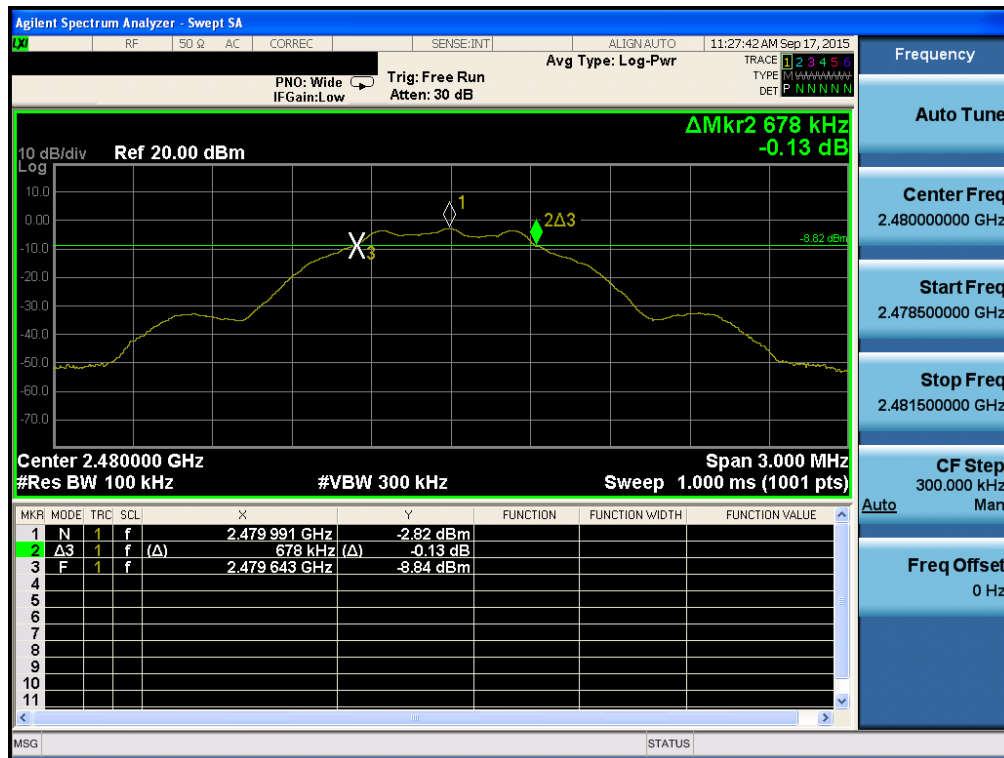 Agilent Spectrum Analyzer - Swept SA
LXI RF 50 Ω AC CORREC SENSE:INT ALIGN AUTO 11:27:42 AM Sep 17, 2015
Frequency
PNO: Wide Trig: Free Run Avg Type: Log-Pwr TRACE 1 2 3 4 5 6
IFGain:Low Atten: 30 dB TYPE M
DET P N N N N N
Auto Tune
ΔMkr2 678 kHz
-0.13 dB
10 dB/div Ref 20.00 dBm
Log
10.0
0.00
-10.0
-20.0
-30.0
-40.0
-50.0
-60.0
-70.0
1
2Δ3
3
-8.82 dBm
Center 2.480000 GHz Span 3.000 MHz
#Res BW 100 kHz #VBW 300 kHz Sweep 1.000 ms (1001 pts)
Center Freq
2.480000000 GHz
Start Freq
2.478500000 GHz
Stop Freq
2.481500000 GHz
CF Step
300.000 kHz
Auto Man
Freq Offset
0 Hz
MKR MODE TRC SCL X Y FUNCTION FUNCTION WIDTH FUNCTION VALUE
1 N 1 f 2.479 991 GHz -2.82 dBm
2 Δ3 1 f (Δ) 678 kHz (Δ) -0.13 dB
3 F 1 f 2.479 643 GHz -8.84 dBm
4
5
6
7
8
9
10
11
MSG STATUS